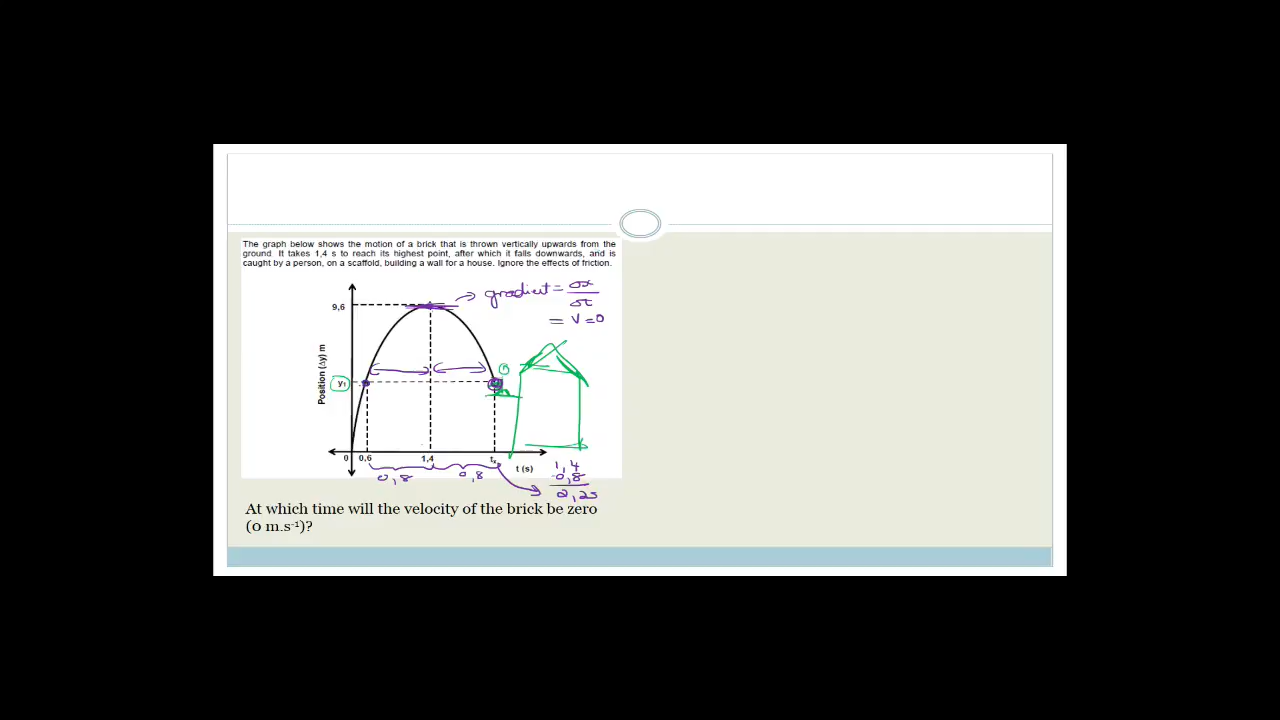 The graph below shows the motion of a brick that is thrown vertically upwards from the
ground. It takes 1,4 s to reach its highest point, after which it falls downwards, and is
caught by a person, on a scaffold, building a wall for a house. Ignore the effects of friction.
→ gradient = Δx
Δt
9,6
= V = 0
Position (Δy) m
y₁
0 0,6 1,4 tₓ t (s)
0,8 0,8
1,4
0,8
2,2s
At which time will the velocity of the brick be zero
(0 m.s⁻¹)?